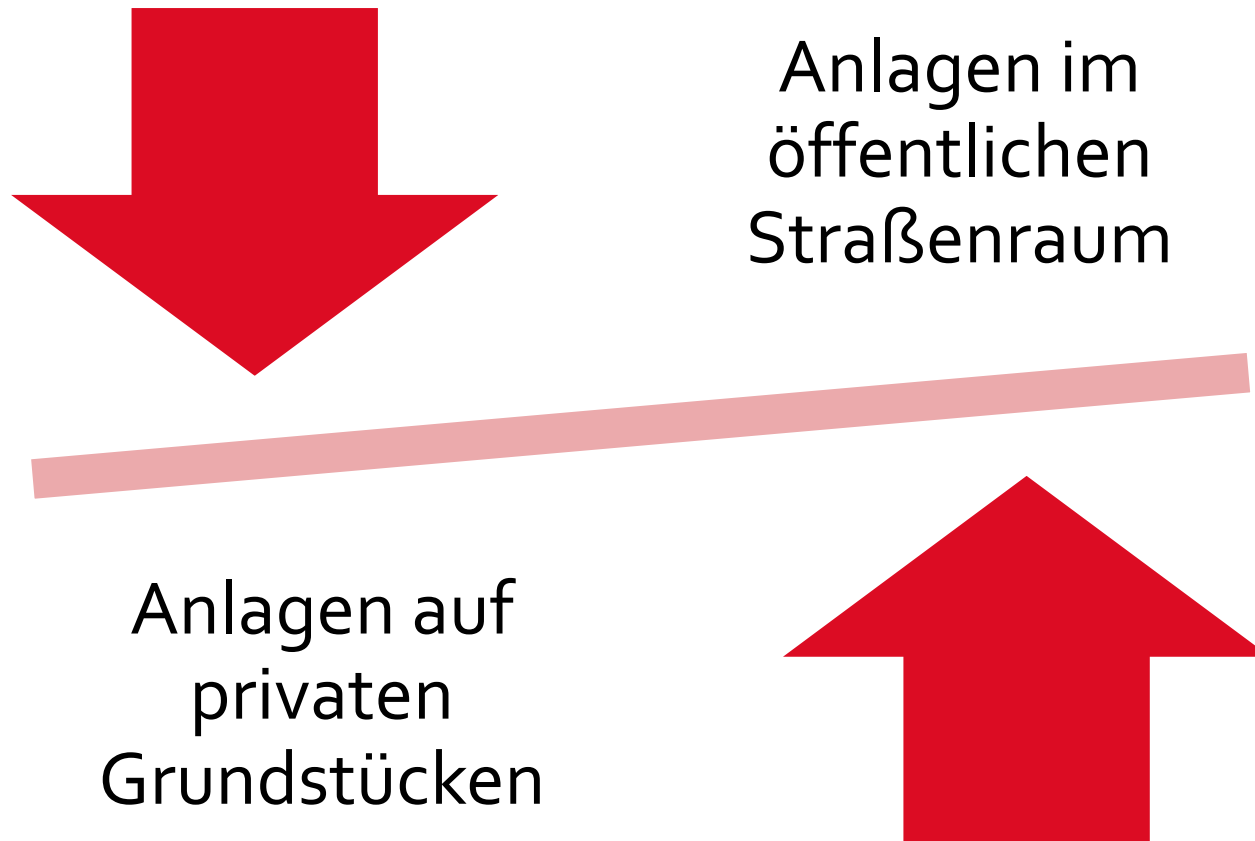 Anlagen im
öffentlichen
Straßenraum
Anlagen auf
privaten
Grundstücken